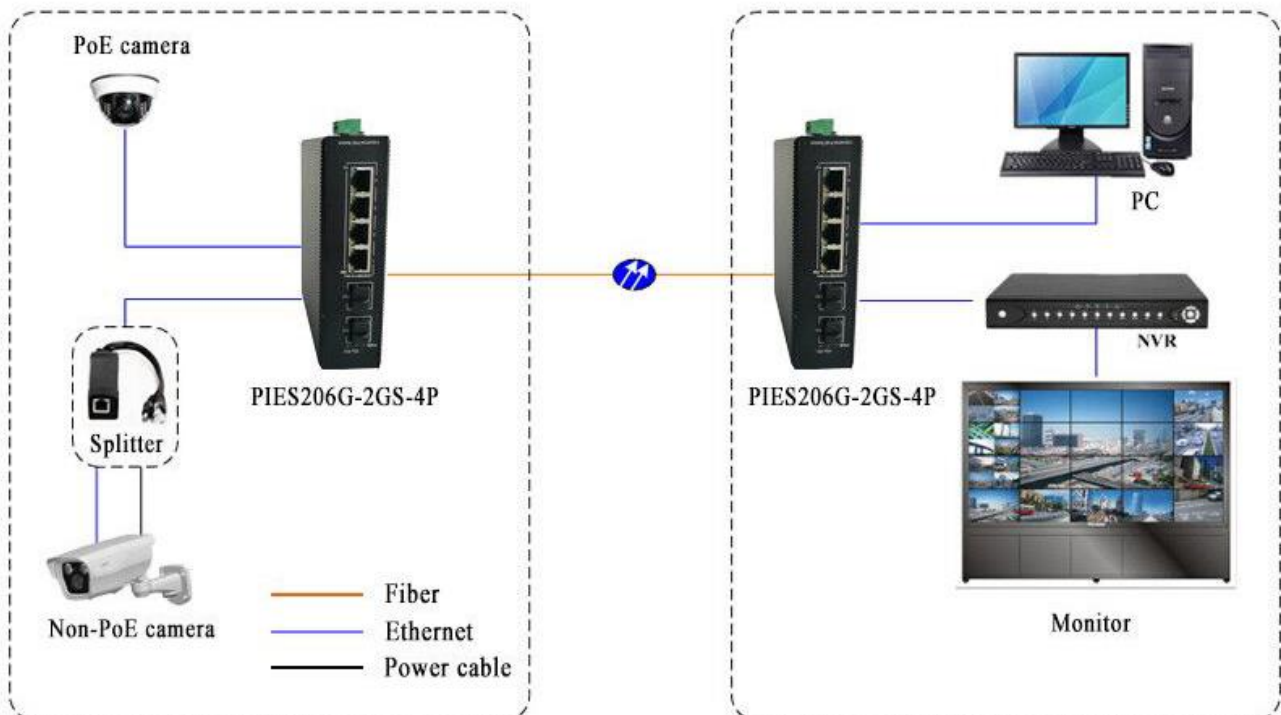 PoE camera
PIES206G-2GS-4P
Splitter
Non-PoE camera
Fiber
Ethernet
Power cable
PC
NVR
PIES206G-2GS-4P
Monitor